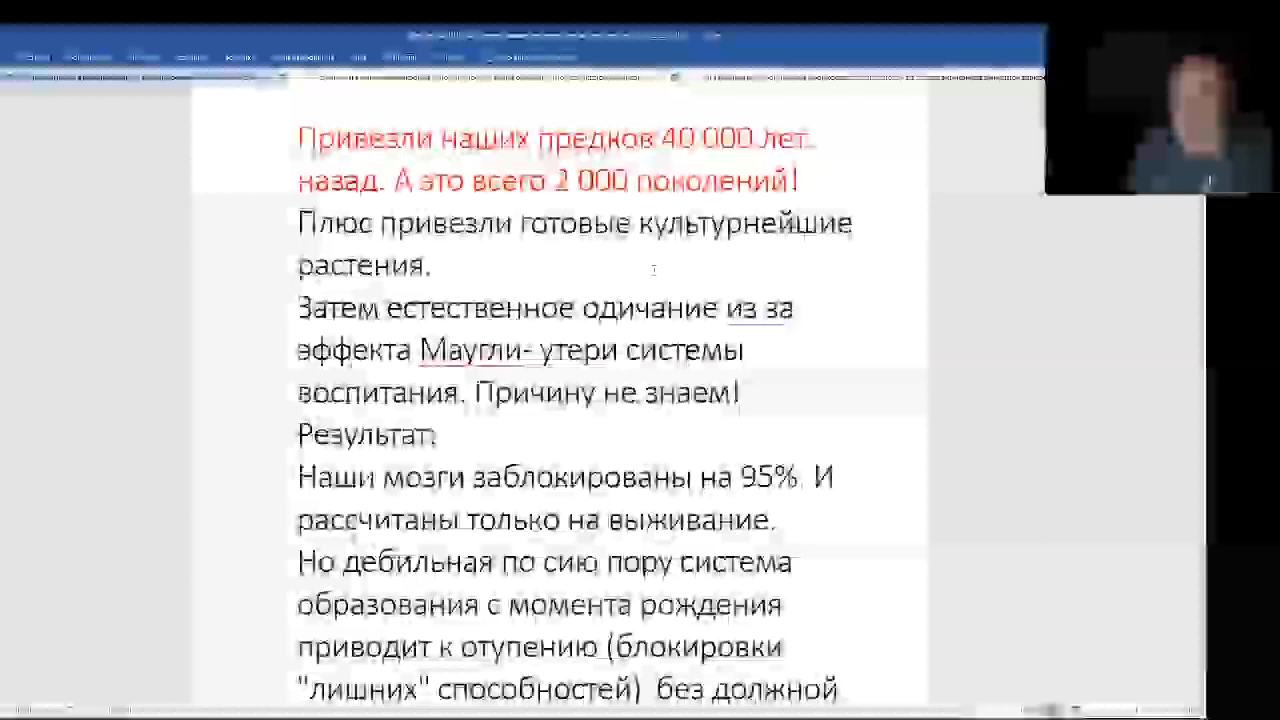 Привезли наших предков 40 000 лет.
назад. А это всего 2 000 поколений!
Плюс привезли готовые культурнейшие
растения.
Затем естественное одичание из за
эффекта Маугли- утери системы
воспитания. Причину не знаем!
Результат:
Наши мозги заблокированы на 95%. И
рассчитаны только на выживание.
Но дебильная по сию пору система
образования с момента рождения
приводит к отупению (блокировки
"лишних" способностей) без должной